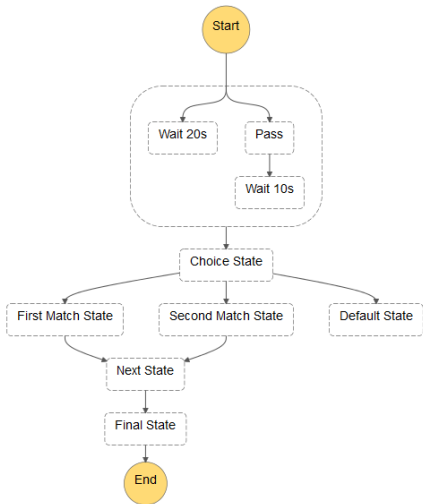 Start
Wait 20s
Pass
Wait 10s
Choice State
First Match State
Second Match State
Default State
Next State
Final State
End